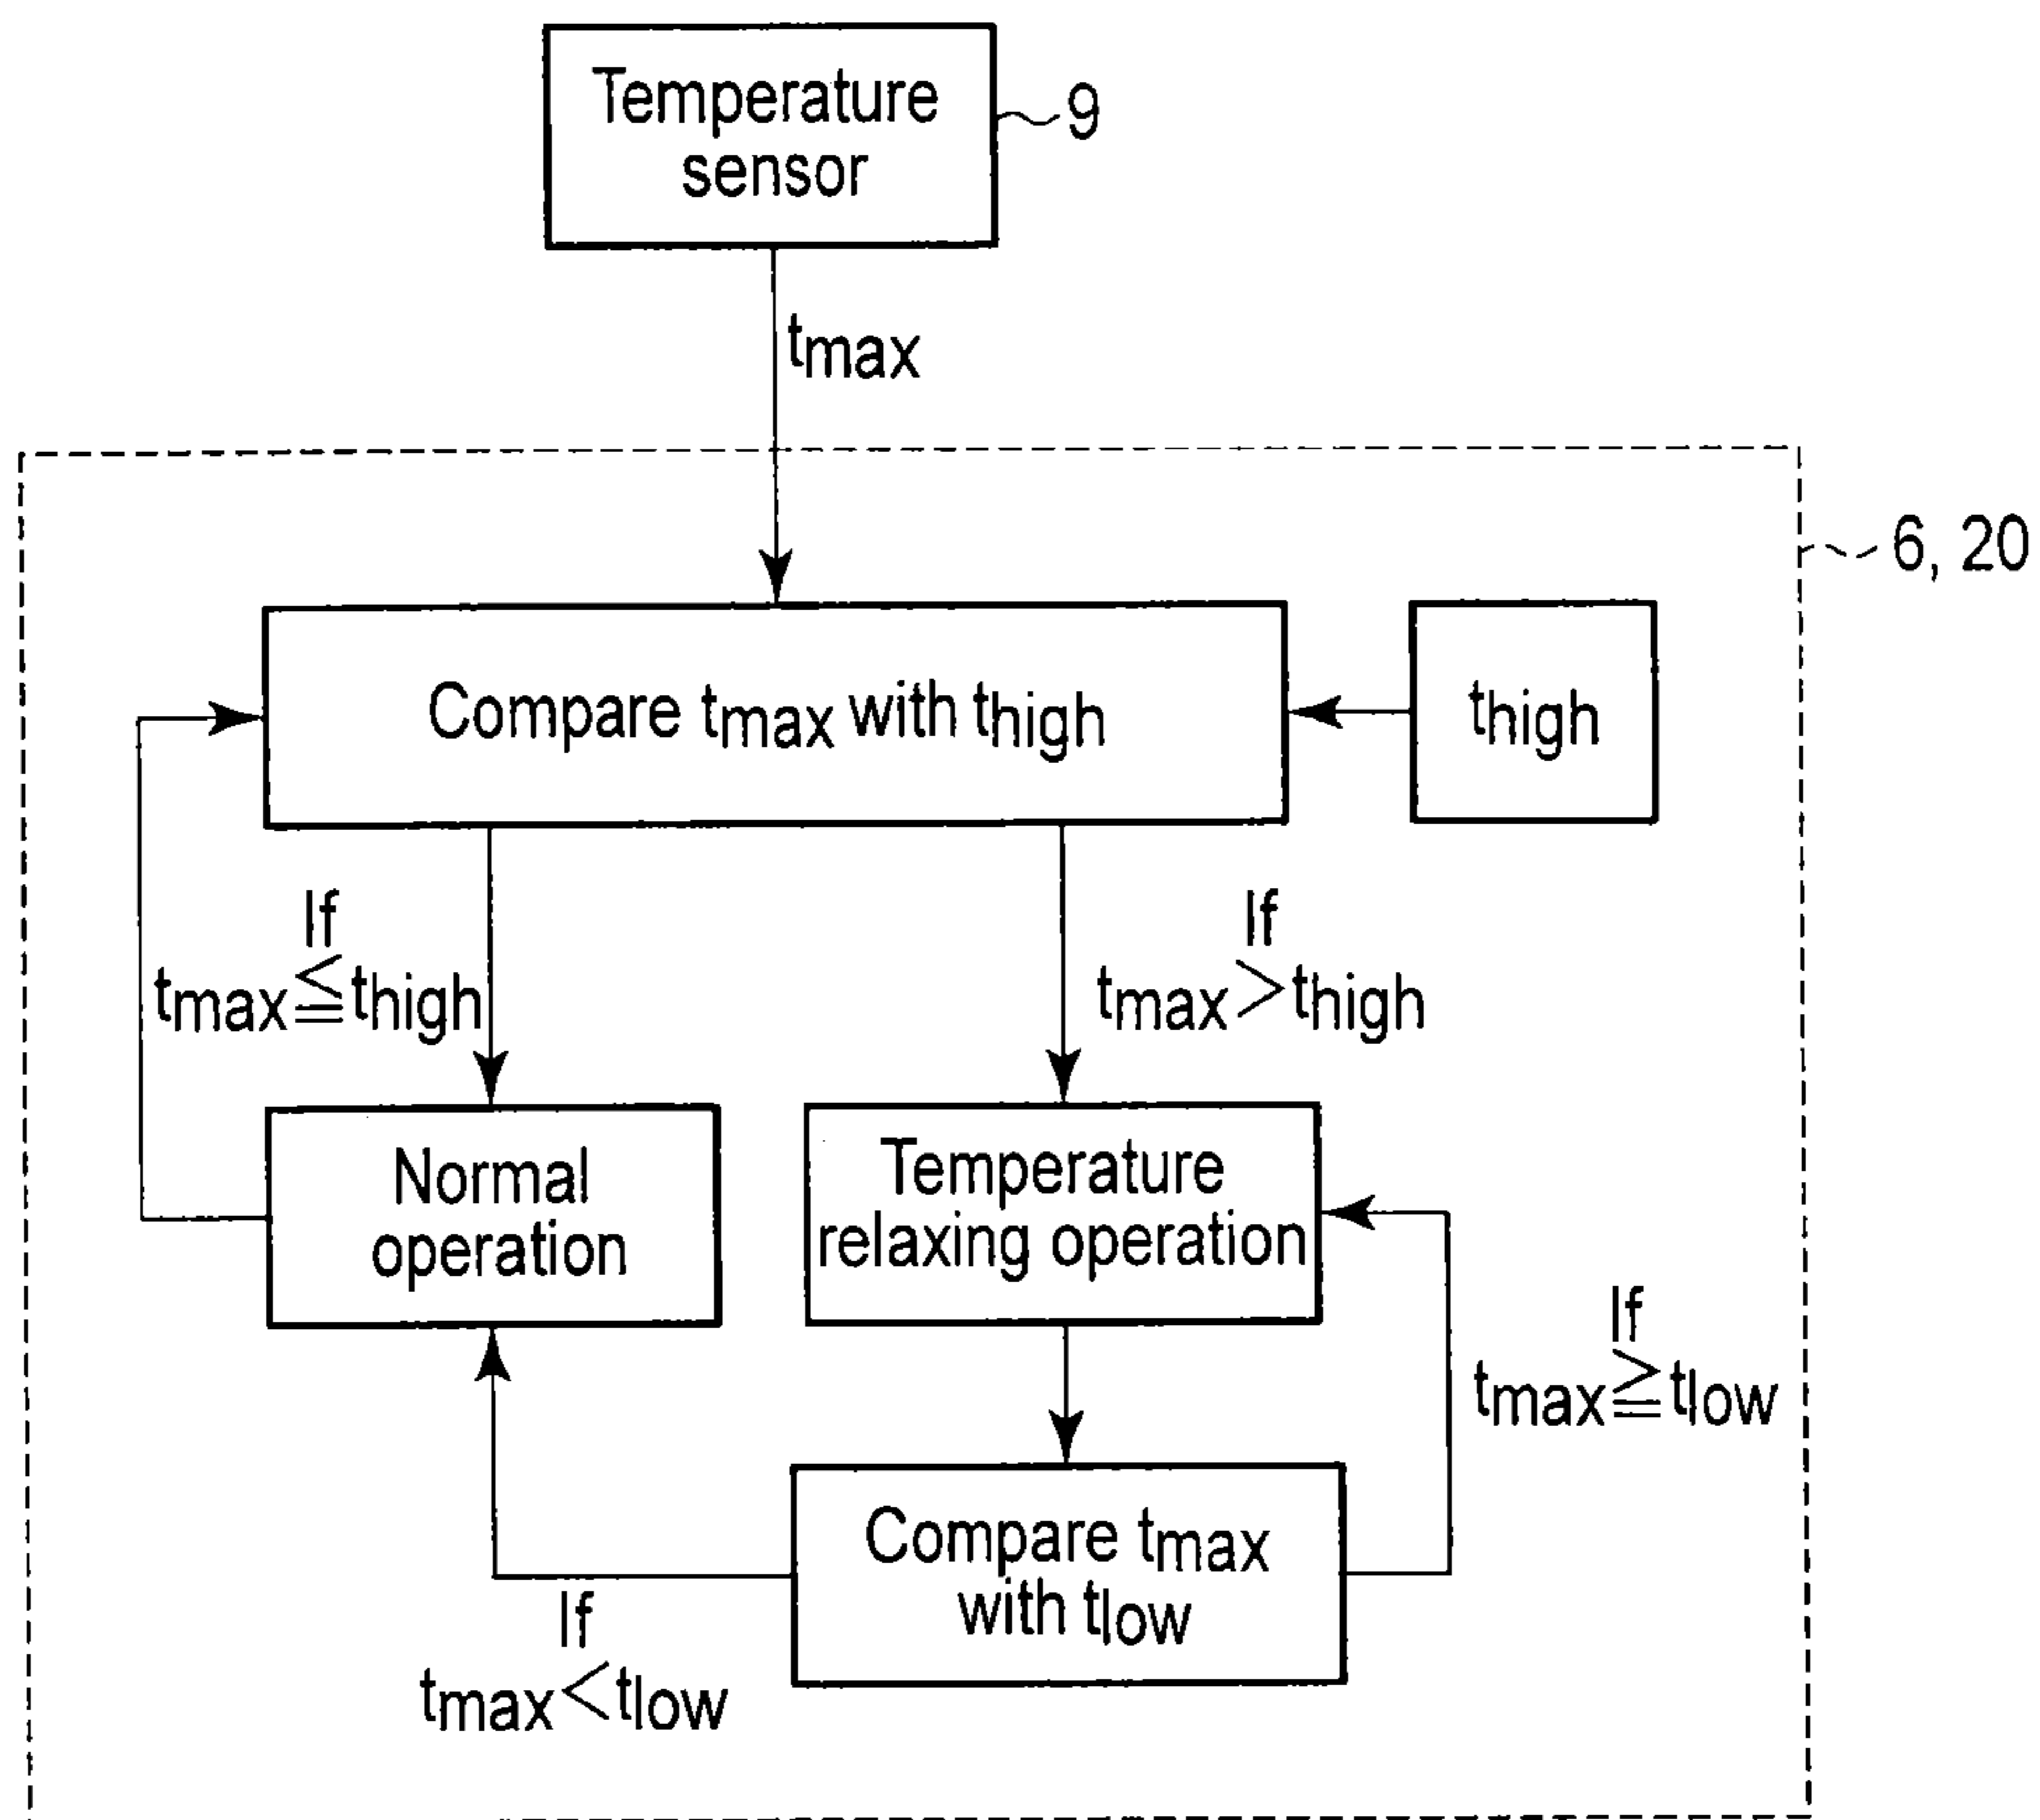 Temperature
sensor
9
tmax
6, 20
Compare tmax with thigh
thigh
If
tmax≦thigh
If
tmax>thigh
Normal
operation
Temperature
relaxing operation
If
tmax≧tlow
Compare tmax
with tlow
If
tmax<tlow